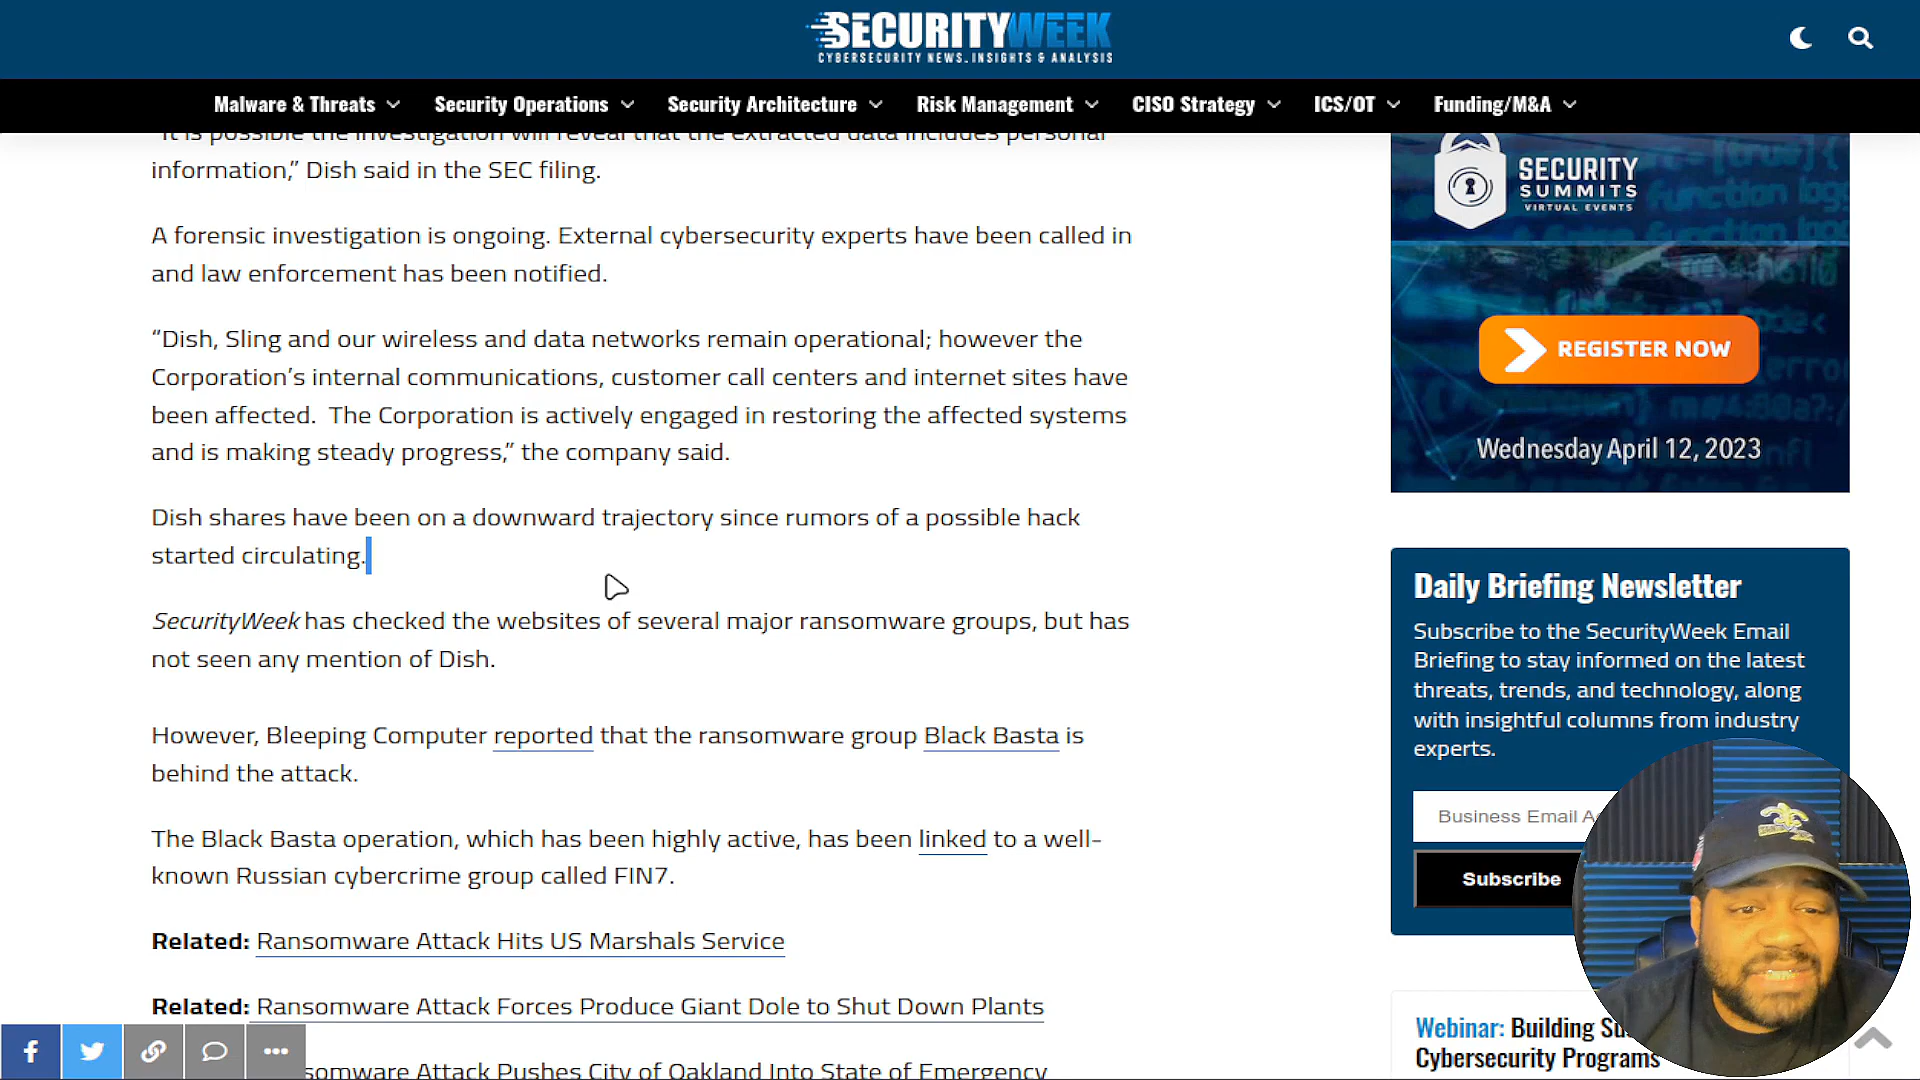 SECURITYWEEK
CYBERSECURITY NEWS, INSIGHTS & ANALYSIS
Malware & Threats Security Operations Security Architecture Risk Management CISO Strategy ICS/OT Funding/M&A
“It is possible the investigation will reveal that the extracted data includes personal
information,” Dish said in the SEC filing.
A forensic investigation is ongoing. External cybersecurity experts have been called in
and law enforcement has been notified.
“Dish, Sling and our wireless and data networks remain operational; however the
Corporation’s internal communications, customer call centers and internet sites have
been affected.  The Corporation is actively engaged in restoring the affected systems
and is making steady progress,” the company said.
Dish shares have been on a downward trajectory since rumors of a possible hack
started circulating.
SecurityWeek has checked the websites of several major ransomware groups, but has
not seen any mention of Dish.
However, Bleeping Computer reported that the ransomware group Black Basta is
behind the attack.
The Black Basta operation, which has been highly active, has been linked to a well-
known Russian cybercrime group called FIN7.
Related: Ransomware Attack Hits US Marshals Service
Related: Ransomware Attack Forces Produce Giant Dole to Shut Down Plants
Attack Pushes City of Oakland Into State of Emergency
SECURITY
SUMMITS
VIRTUAL EVENTS
REGISTER NOW
Wednesday April 12, 2023
Daily Briefing Newsletter
Subscribe to the SecurityWeek Email
Briefing to stay informed on the latest
threats, trends, and technology, along
with insightful columns from industry
experts.
Business Email
Subscribe
Webinar: Building
Cybersecurity Programs